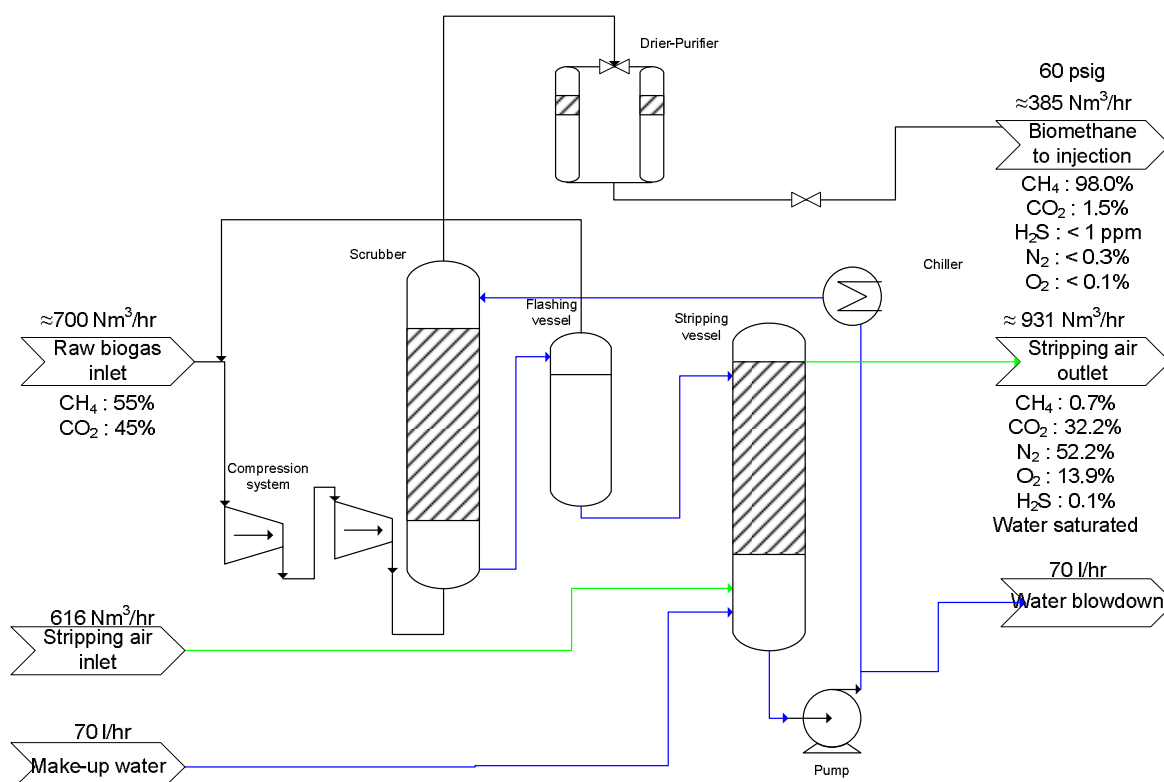 Drier-Purifier
60 psig
≈385 Nm³/hr
Biomethane
to injection
CH₄ : 98.0%
CO₂ : 1.5%
H₂S : < 1 ppm
N₂ : < 0.3%
O₂ : < 0.1%
Scrubber
Chiller
Flashing
vessel
Stripping
vessel
≈700 Nm³/hr
Raw biogas
inlet
CH₄ : 55%
CO₂ : 45%
≈ 931 Nm³/hr
Stripping air
outlet
CH₄ : 0.7%
CO₂ : 32.2%
N₂ : 52.2%
O₂ : 13.9%
H₂S : 0.1%
Water saturated
Compression
system
70 l/hr
Water blowdown
616 Nm³/hr
Stripping air
inlet
70 l/hr
Make-up water
Pump